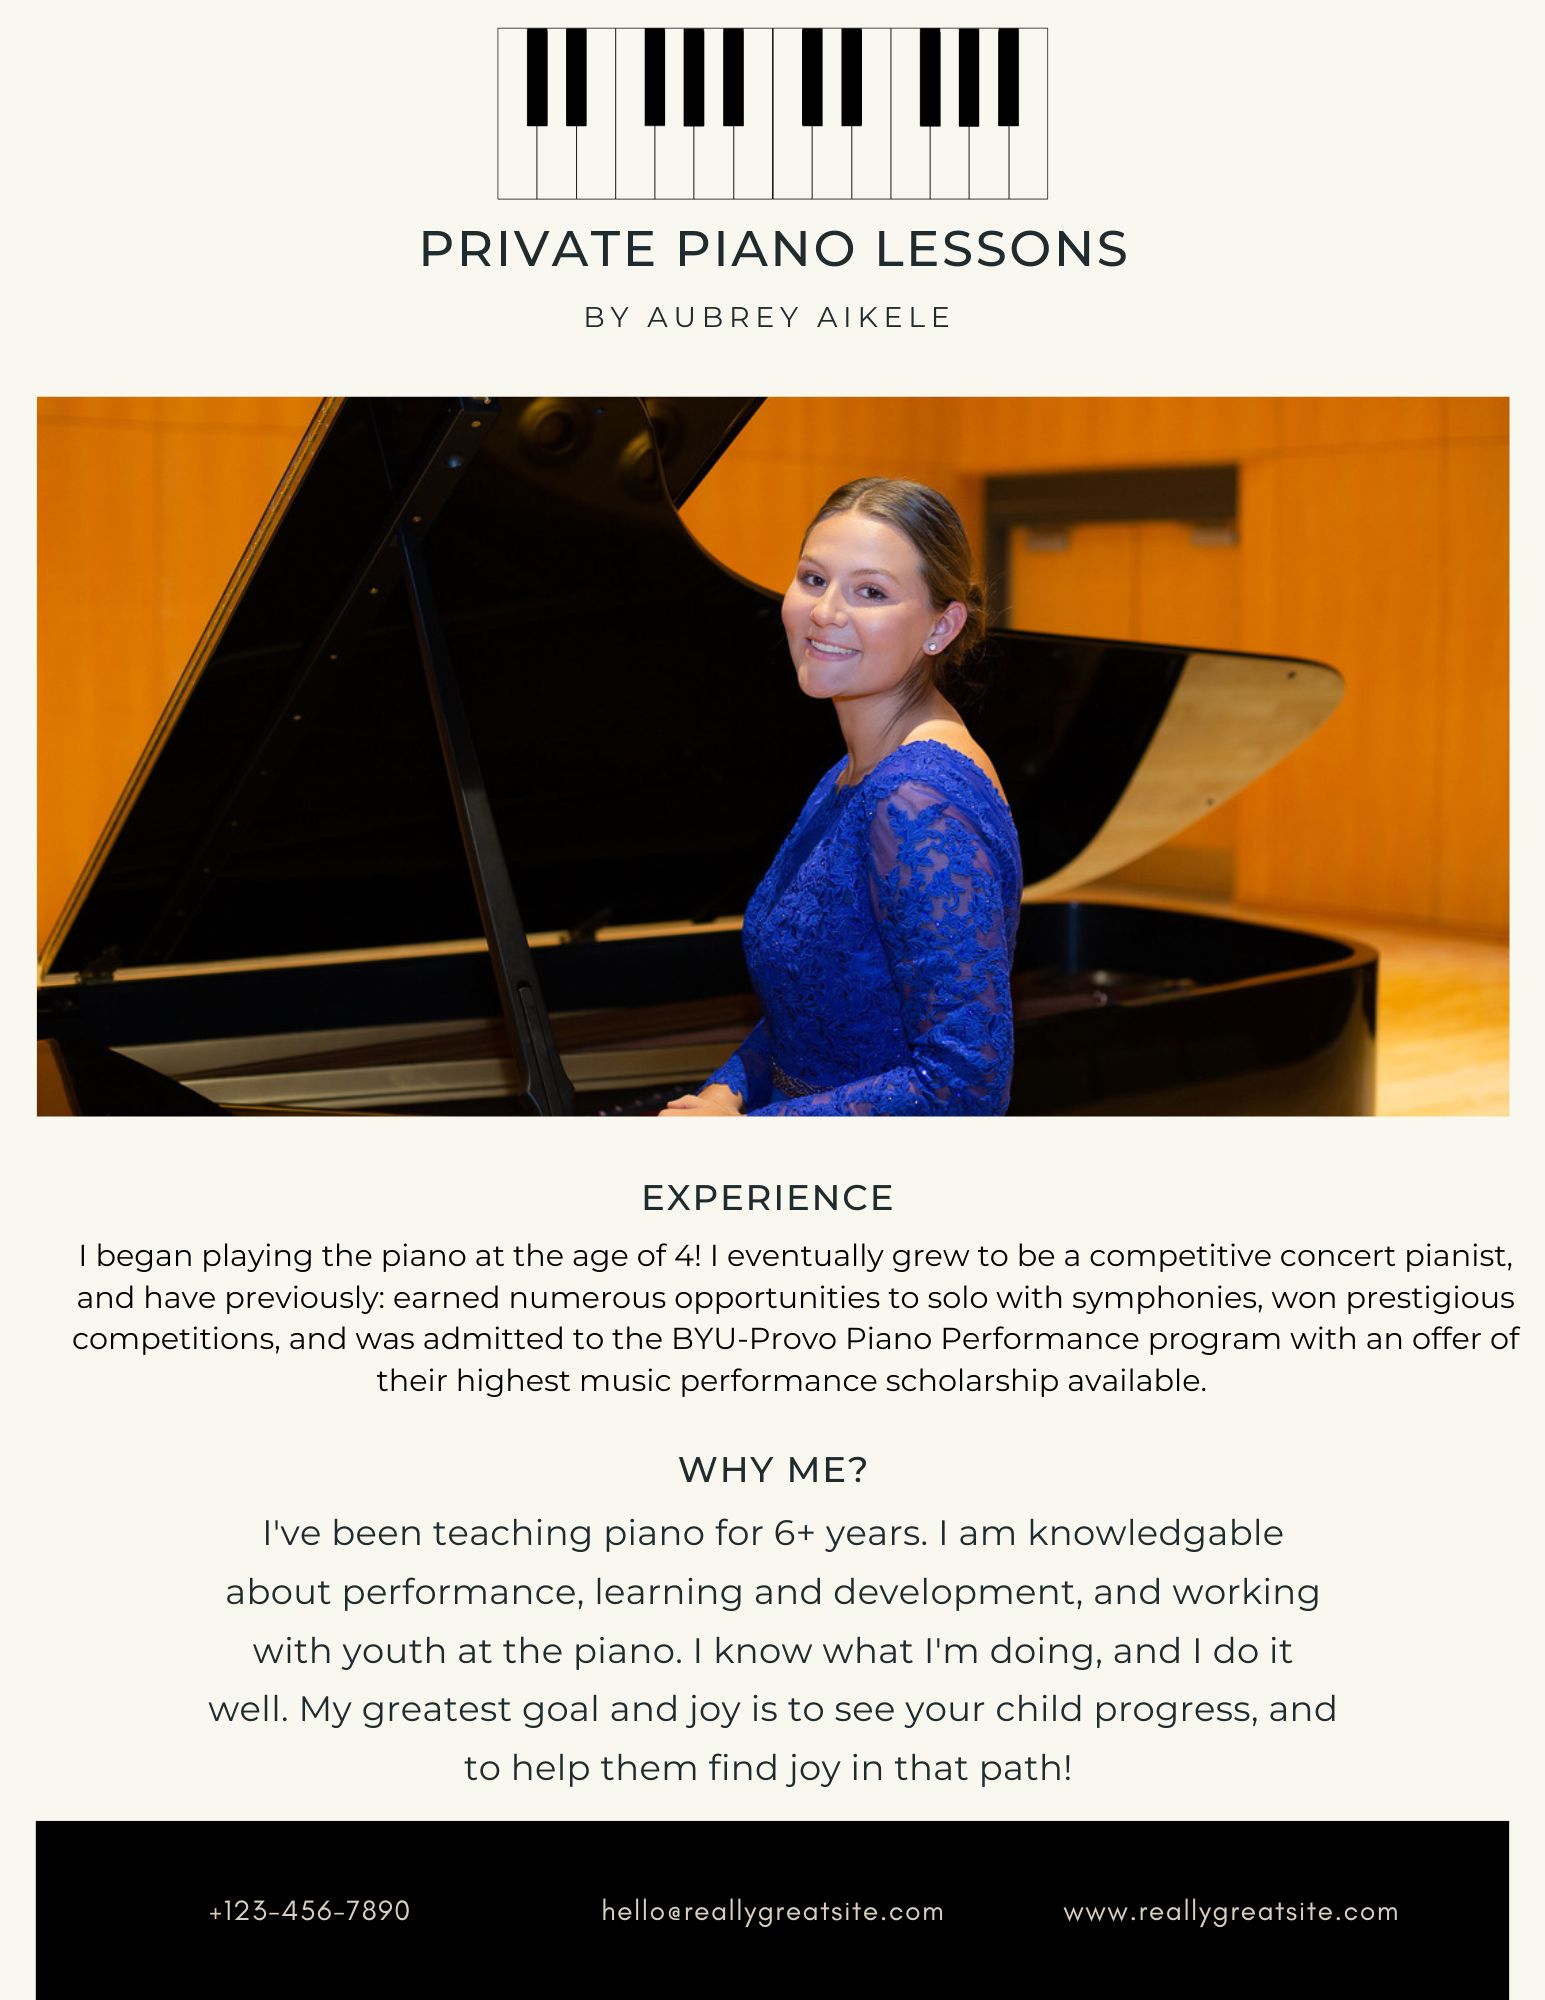 PRIVATE PIANO LESSONS
BY AUBREY AIKELE
EXPERIENCE
I began playing the piano at the age of 4! I eventually grew to be a competitive concert pianist,
and have previously: earned numerous opportunities to solo with symphonies, won prestigious
competitions, and was admitted to the BYU-Provo Piano Performance program with an offer of
their highest music performance scholarship available.
WHY ME?
I've been teaching piano for 6+ years. I am knowledgable
about performance, learning and development, and working
with youth at the piano. I know what I'm doing, and I do it
well. My greatest goal and joy is to see your child progress, and
to help them find joy in that path!
+123-456-7890 hello@reallygreatsite.com www.reallygreatsite.com